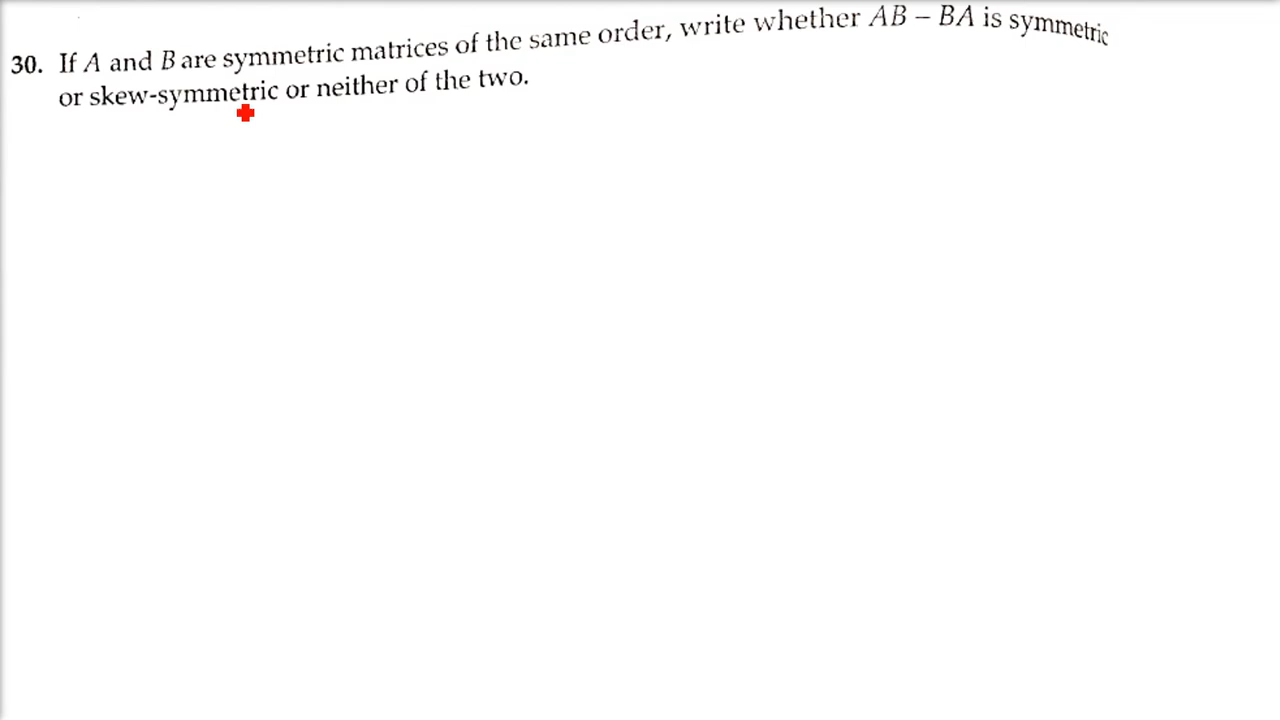 30. If A and B are symmetric matrices of the same order, write whether AB – BA is symmetric
or skew-symmetric or neither of the two.